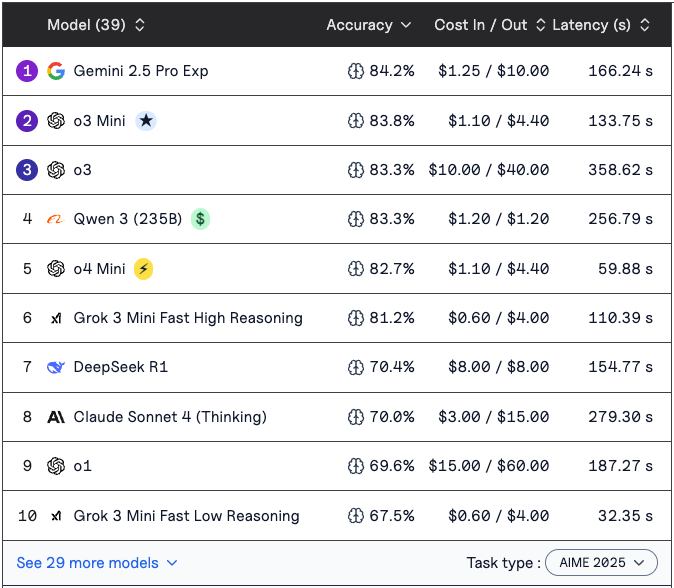 Model (39) Accuracy Cost In / Out Latency (s)
1 Gemini 2.5 Pro Exp 84.2% $1.25 / $10.00 166.24 s
2 o3 Mini 83.8% $1.10 / $4.40 133.75 s
3 o3 83.3% $10.00 / $40.00 358.62 s
4 Qwen 3 (235B) $ 83.3% $1.20 / $1.20 256.79 s
5 o4 Mini 82.7% $1.10 / $4.40 59.88 s
6 Grok 3 Mini Fast High Reasoning 81.2% $0.60 / $4.00 110.39 s
7 DeepSeek R1 70.4% $8.00 / $8.00 154.77 s
8 Claude Sonnet 4 (Thinking) 70.0% $3.00 / $15.00 279.30 s
9 o1 69.6% $15.00 / $60.00 187.27 s
10 Grok 3 Mini Fast Low Reasoning 67.5% $0.60 / $4.00 32.35 s
See 29 more models Task type : AIME 2025